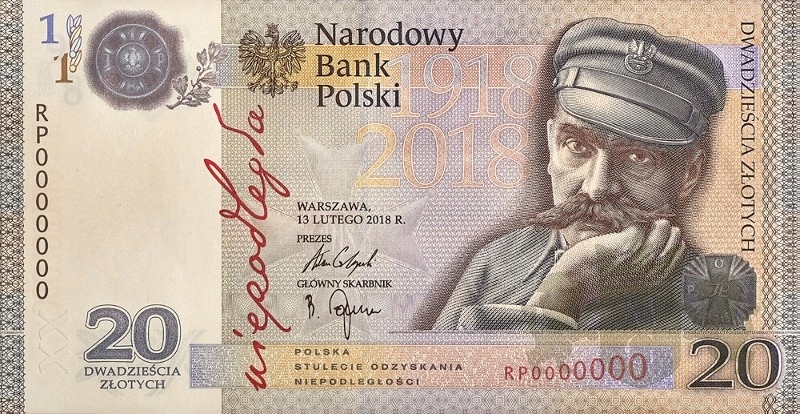 1
1
RP0000000
Narodowy
Bank
Polski
1918
2018
niepodległa
WARSZAWA,
13 LUTEGO 2018 R.
PREZES
GŁÓWNY SKARBNIK
DWADZIEŚCIA ZŁOTYCH
20
DWADZIEŚCIA
ZŁOTYCH
POLSKA
STULECIE ODZYSKANIA
NIEPODLEGŁOŚCI
RP0000000
20